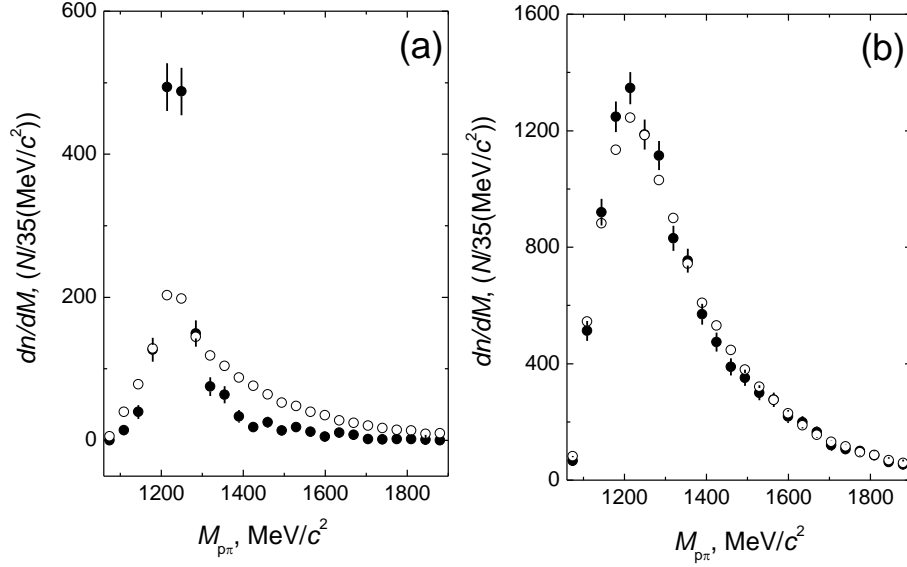 (a)
600
400
200
0
dn/dM, (N/35(MeV/c²))
1200 1400 1600 1800
M_pπ, MeV/c²
(b)
1600
1200
800
400
0
dn/dM, (N/35(MeV/c²))
1200 1400 1600 1800
M_pπ, MeV/c²